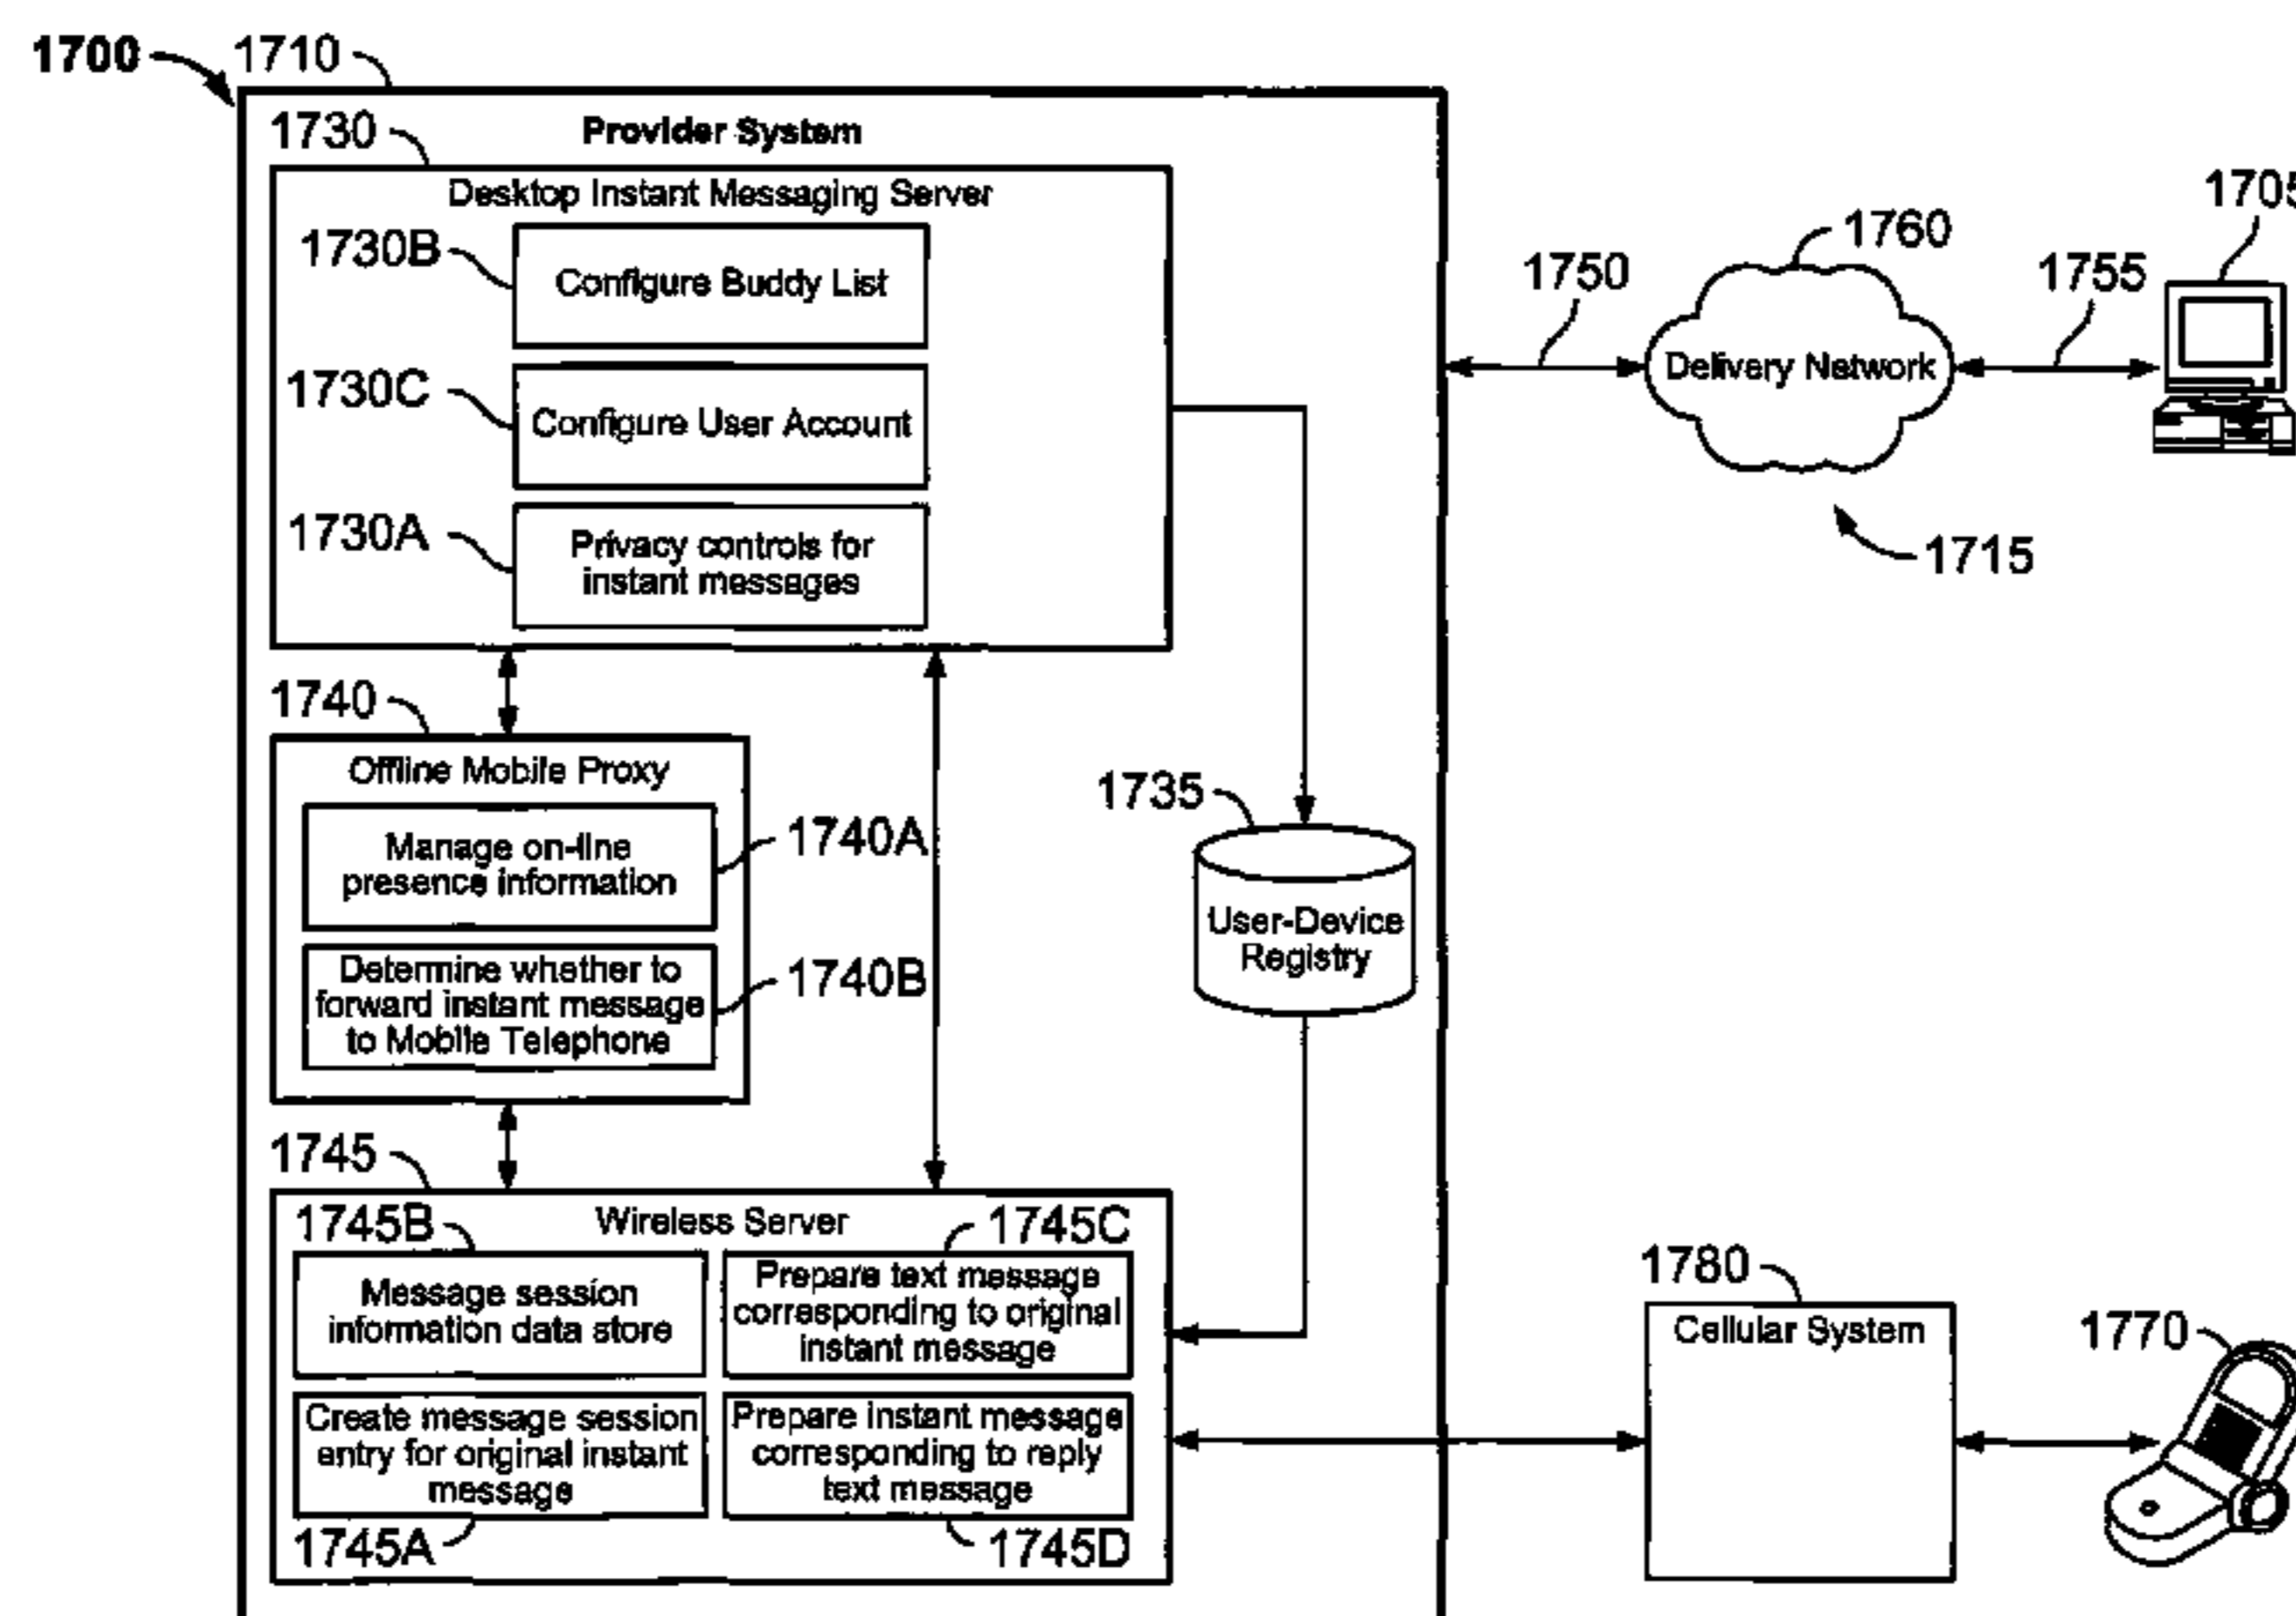 1700
1710
Provider System
1730
Desktop Instant Messaging Server
1730B
Configure Buddy List
1730C
Configure User Account
1730A
Privacy controls for
instant messages
1750
1760
Delivery Network
1755
1705
1715
1740
Offline Mobile Proxy
Manage on-line
presence information
1740A
Determine whether to
forward instant message
to Mobile Telephone
1740B
1735
User-Device
Registry
1745
Wireless Server
1745B
Message session
information data store
1745C
Prepare text message
corresponding to original
instant message
Create message session
entry for original instant
message
1745A
Prepare instant message
corresponding to reply
text message
1745D
1780
Cellular System
1770